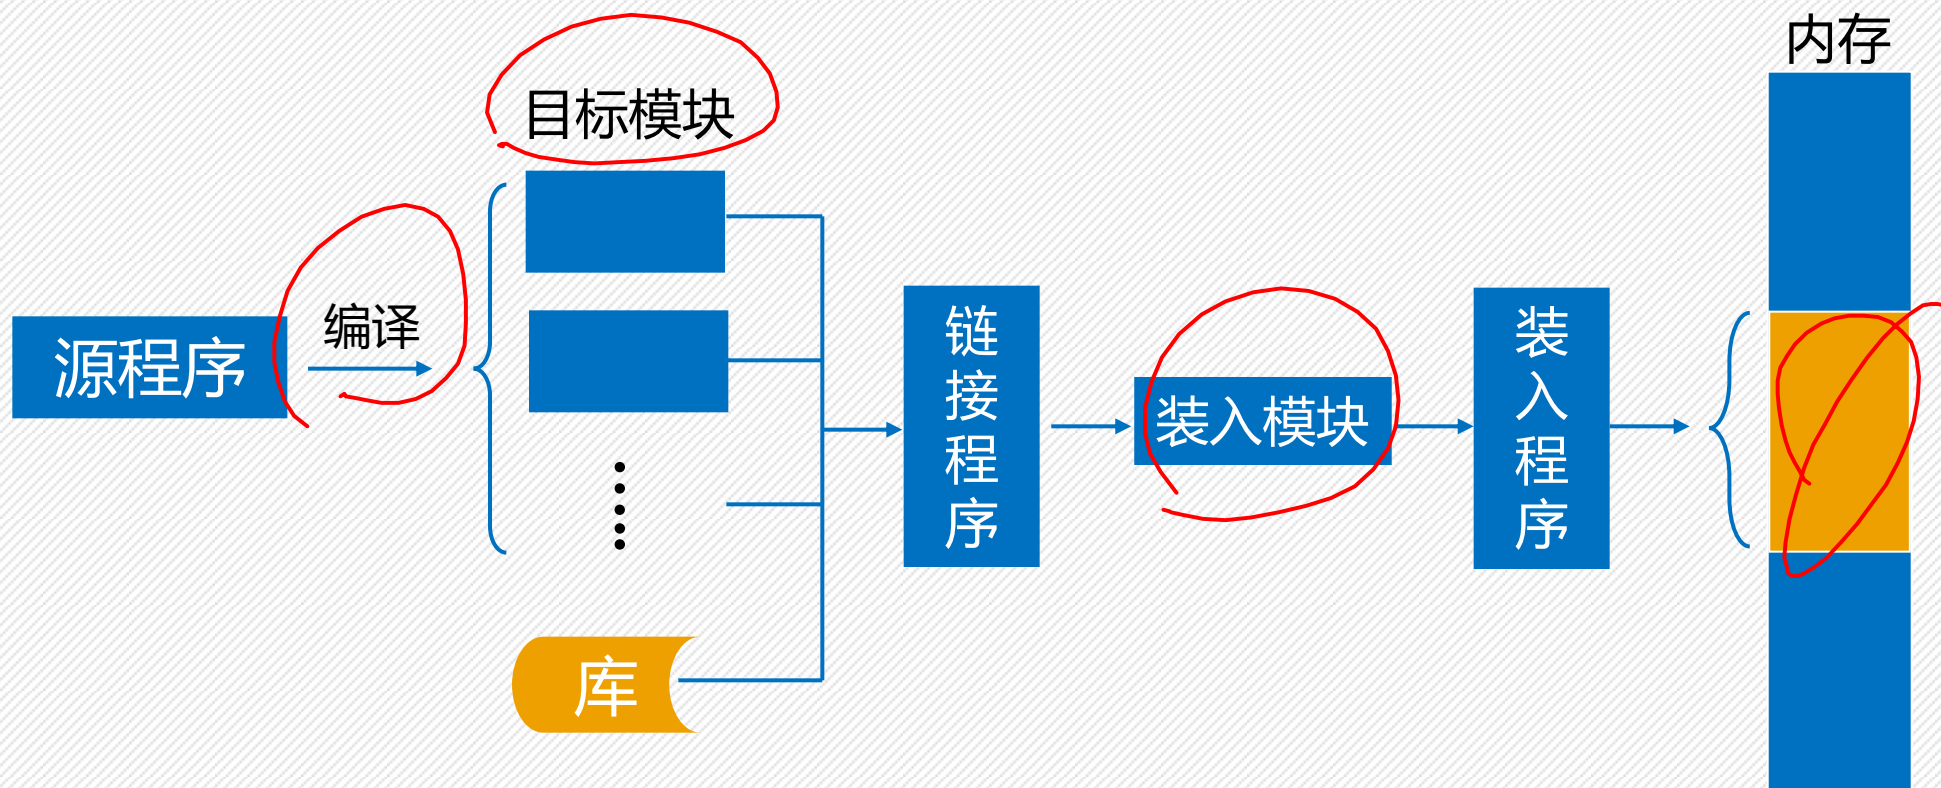 内存
目标模块
编译
源程序
链接程序
装入模块
装入程序
库